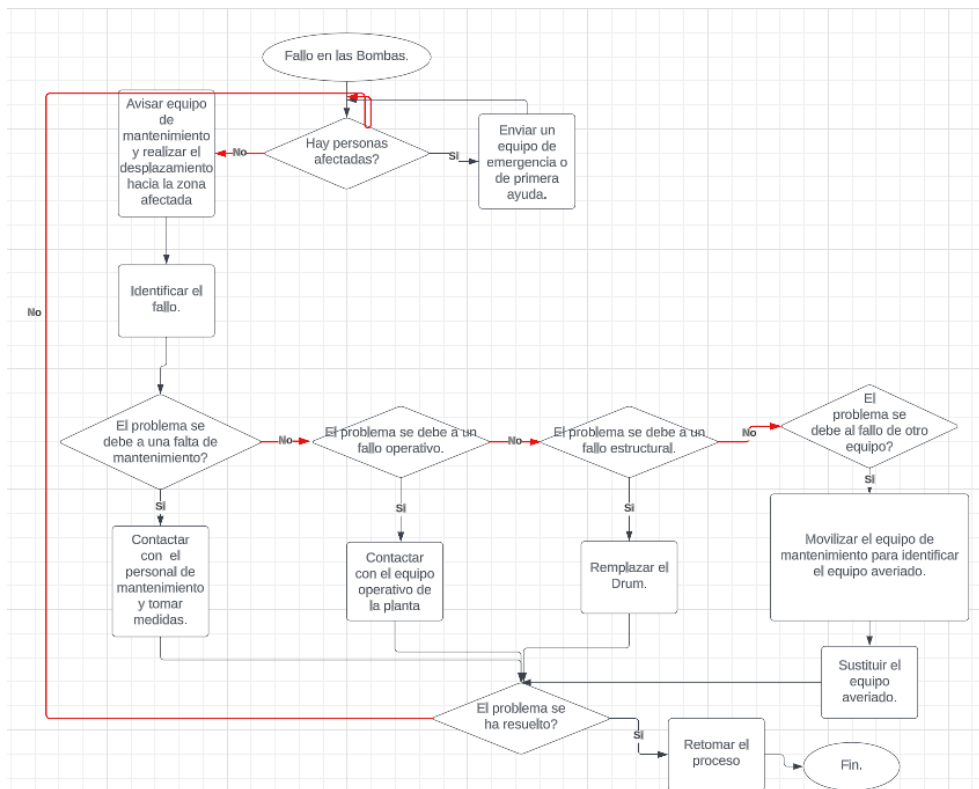 Fallo en las Bombas.
Avisar equipo
de
mantenimiento
y realizar el
desplazamiento
hacia la zona
afectada
No
Hay personas
afectadas?
Si
Enviar un
equipo de
emergencia o
de primera
ayuda.
Identificar el
fallo.
No
El problema se
debe a una falta de
mantenimiento?
No
El problema se debe a un
fallo operativo.
No
El problema se debe a un
fallo estructural.
No
El
problema se
debe al fallo de otro
equipo?
Si
Si
Si
Si
Contactar
con el
personal de
mantenimiento
y tomar
medidas.
Contactar
con el equipo
operativo de
la planta
Remplazar el
Drum.
Movilizar el equipo de
mantenimiento para identificar
el equipo averiado.
Sustituir el
equipo
averiado.
El problema se
ha resuelto?
Si
Retomar el
proceso
Fin.